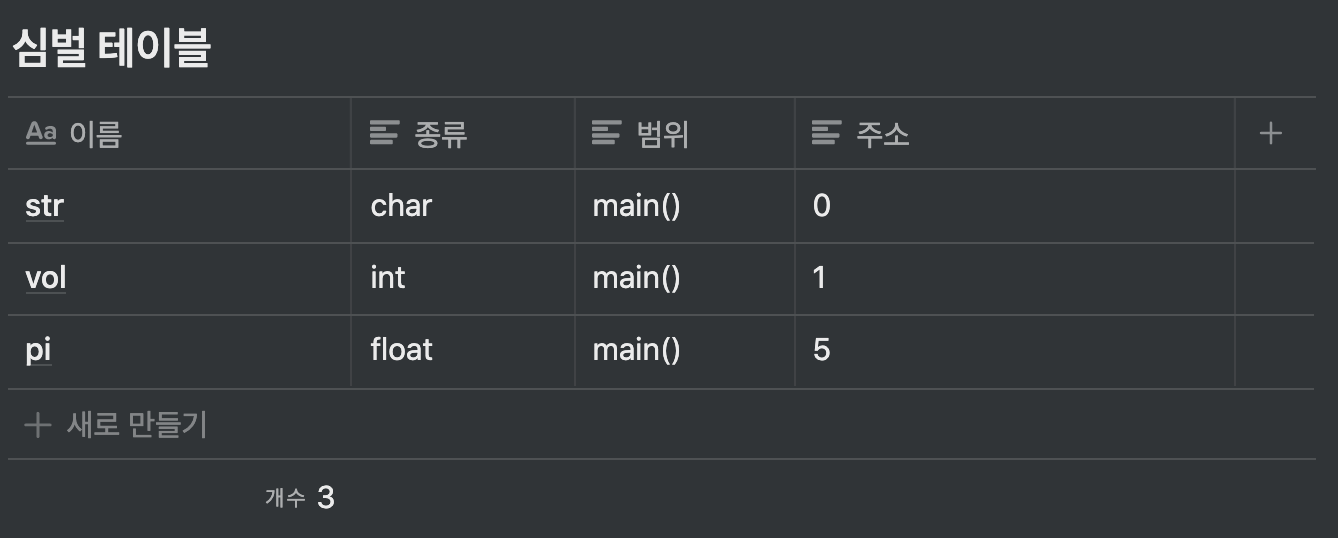 심벌 테이블
Aa 이름 종류 범위 주소 +
str char main() 0
vol int main() 1
pi float main() 5
+ 새로 만들기
개수 3